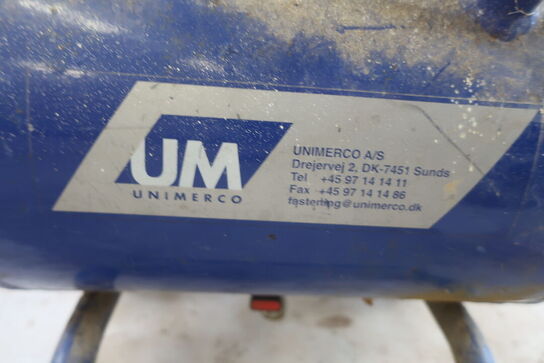 UM
UNIMERCO
UNIMERCO A/S
Drejervej 2, DK-7451 Sunds
Tel +45 97 14 14 11
Fax +45 97 14 14 86
fastening@unimerco.dk